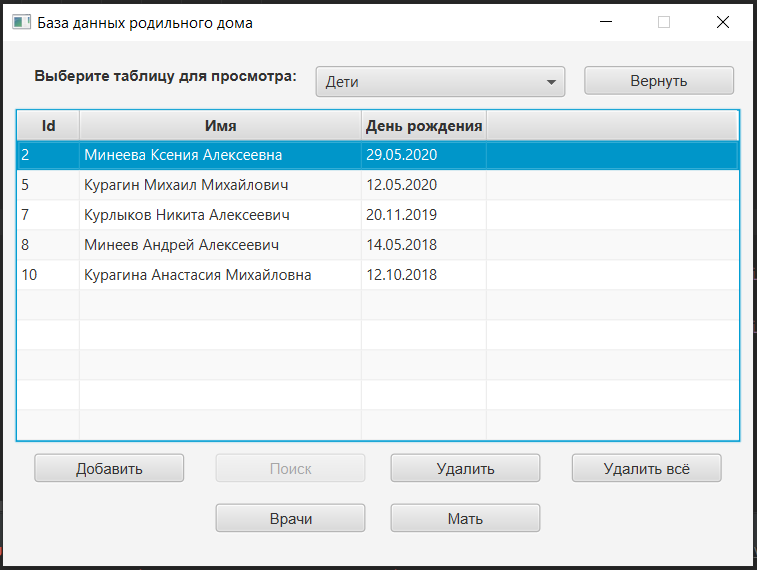 База данных родильного дома
Выберите таблицу для просмотра: Дети Вернуть
Id Имя День рождения
2 Минеева Ксения Алексеевна 29.05.2020
5 Курагин Михаил Михайлович 12.05.2020
7 Курлыков Никита Алексеевич 20.11.2019
8 Минеев Андрей Алексеевич 14.05.2018
10 Курагина Анастасия Михайловна 12.10.2018
Добавить Поиск Удалить Удалить всё
Врачи Мать